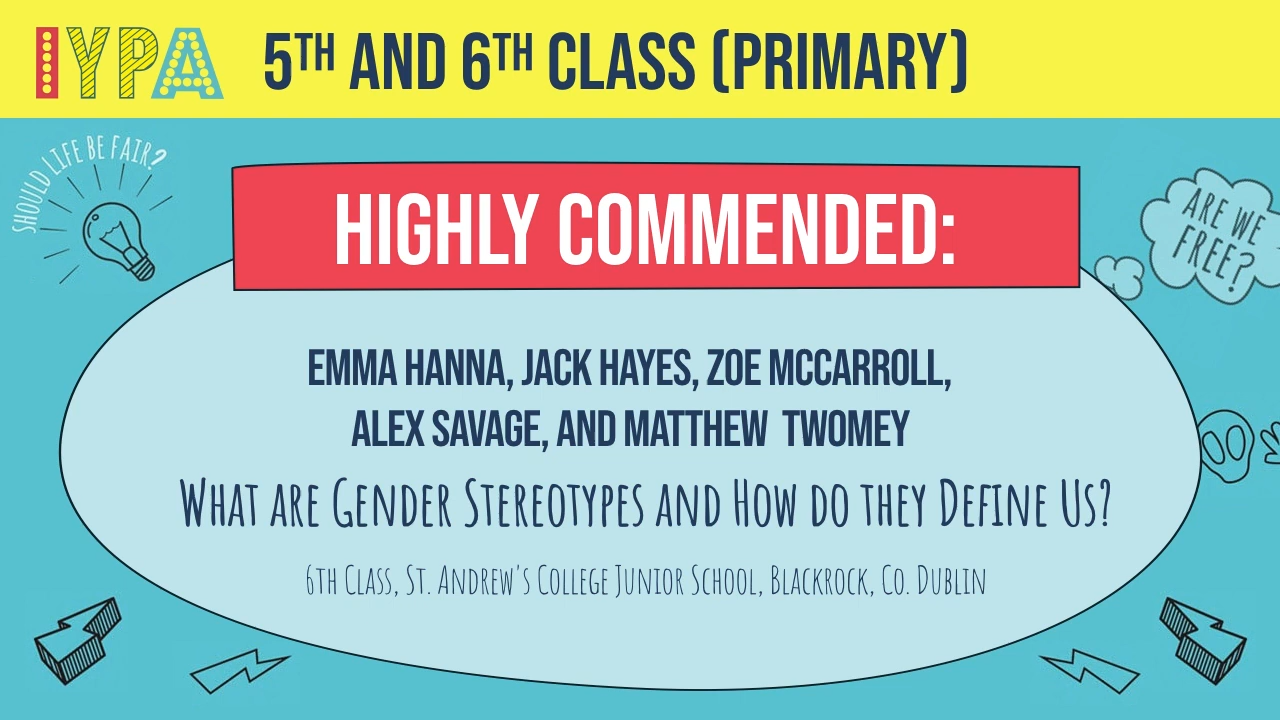 IYPA 5TH AND 6TH CLASS (PRIMARY)
SHOULD LIFE BE FAIR?
HIGHLY COMMENDED:
ARE WE
FREE?
EMMA HANNA, JACK HAYES, ZOE MCCARROLL,
ALEX SAVAGE, AND MATTHEW TWOMEY
WHAT ARE GENDER STEREOTYPES AND HOW DO THEY DEFINE US?
6TH CLASS, ST. ANDREW'S COLLEGE JUNIOR SCHOOL, BLACKROCK, CO. DUBLIN